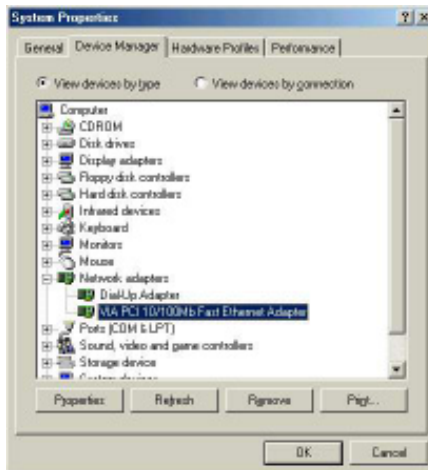 System Properties
General
Device Manager
Hardware Profiles
Performance
View devices by type
View devices by connection
Computer
CDROM
Disk drives
Display adapters
Floppy disk controllers
Hard disk controllers
Infrared devices
Keyboard
Monitors
Mouse
Network adapters
Dial-Up Adapter
VIA PCI 10/100Mb Fast Ethernet Adapter
Ports (COM & LPT)
Sound, video and game controllers
Storage device
System devices
Properties
Refresh
Remove
Print...
OK
Cancel